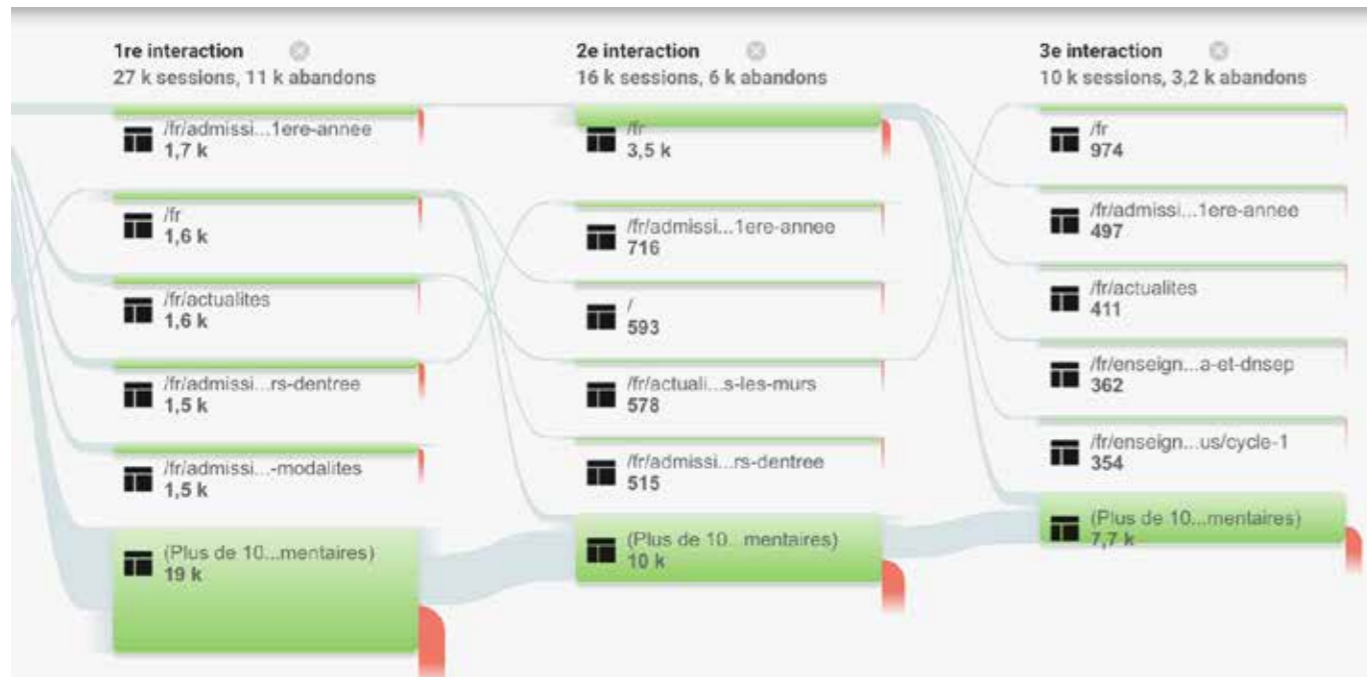 1re interaction
27 k sessions, 11 k abandons
/fr/admissi...1ere-annee
1,7 k
/fr
1,6 k
/fr/actualites
1,6 k
/fr/admissi...rs-dentree
1,5 k
/fr/admissi...-modalites
1,5 k
(Plus de 10...mentaires)
19 k
2e interaction
16 k sessions, 6 k abandons
/fr
3,5 k
/fr/admissi...1ere-annee
716
/
593
/fr/actuali...s-les-murs
578
/fr/admissi...rs-dentree
515
(Plus de 10...mentaires)
10 k
3e interaction
10 k sessions, 3,2 k abandons
/fr
974
/fr/admissi...1ere-annee
497
/fr/actualites
411
/fr/enseign...a-et-dnsep
362
/fr/enseign...us/cycle-1
354
(Plus de 10...mentaires)
7,7 k